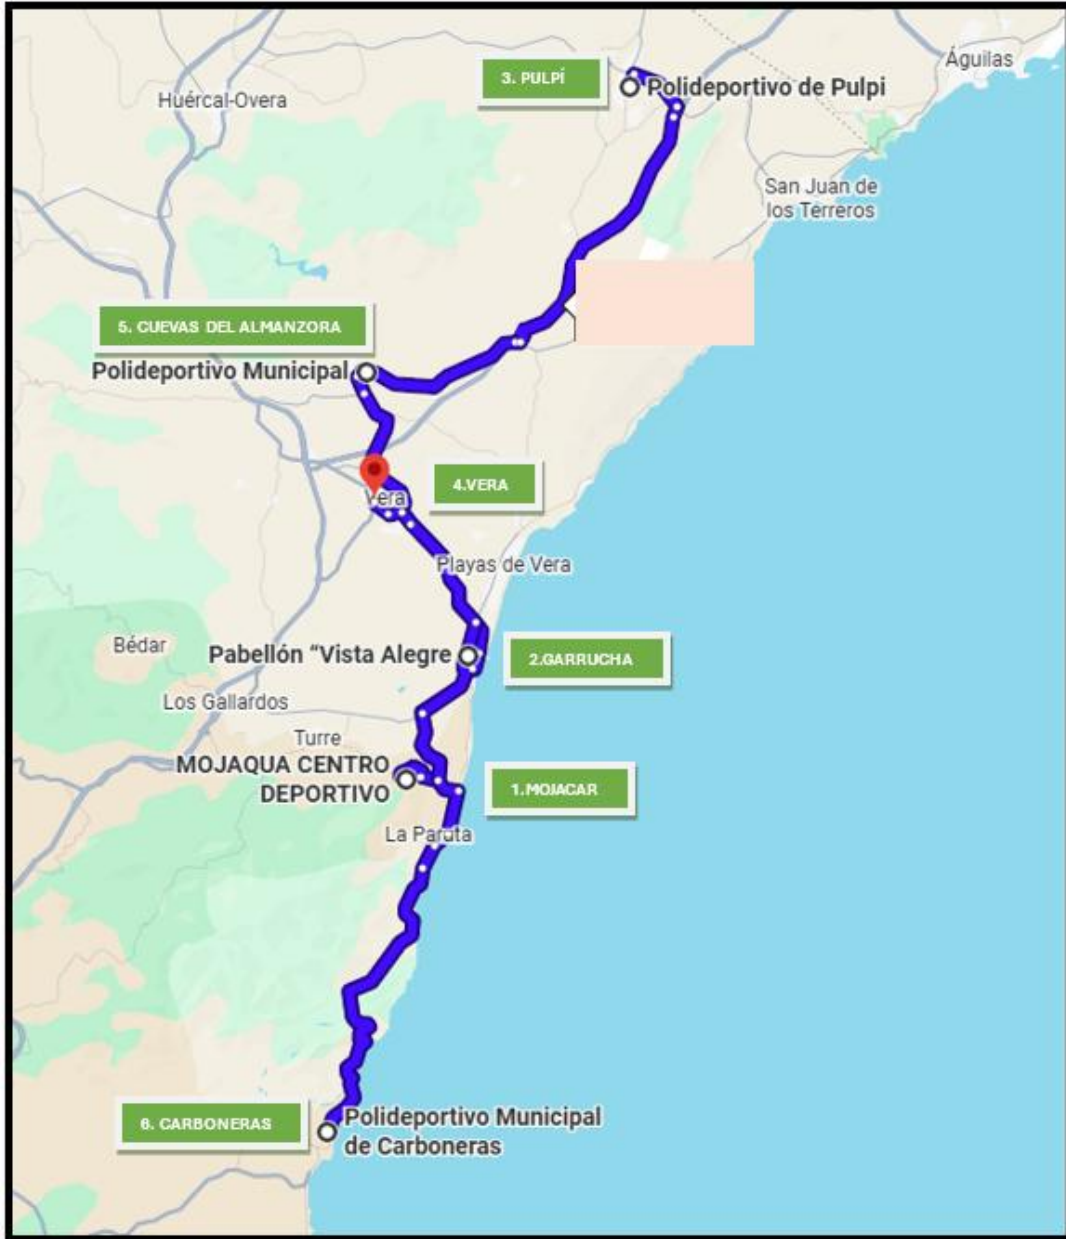 Águilas
3. PULPÍ
Polideportivo de Pulpi
Huércal-Overa
San Juan de
los Terreros
5. CUEVAS DEL ALMANZORA
Polideportivo Municipal
4.VERA
Vera
Playas de Vera
Bédar
Pabellón “Vista Alegre
2.GARRUCHA
Los Gallardos
Turre
MOJAQUA CENTRO
DEPORTIVO
1.MOJACAR
La Parata
6. CARBONERAS
Polideportivo Municipal
de Carboneras